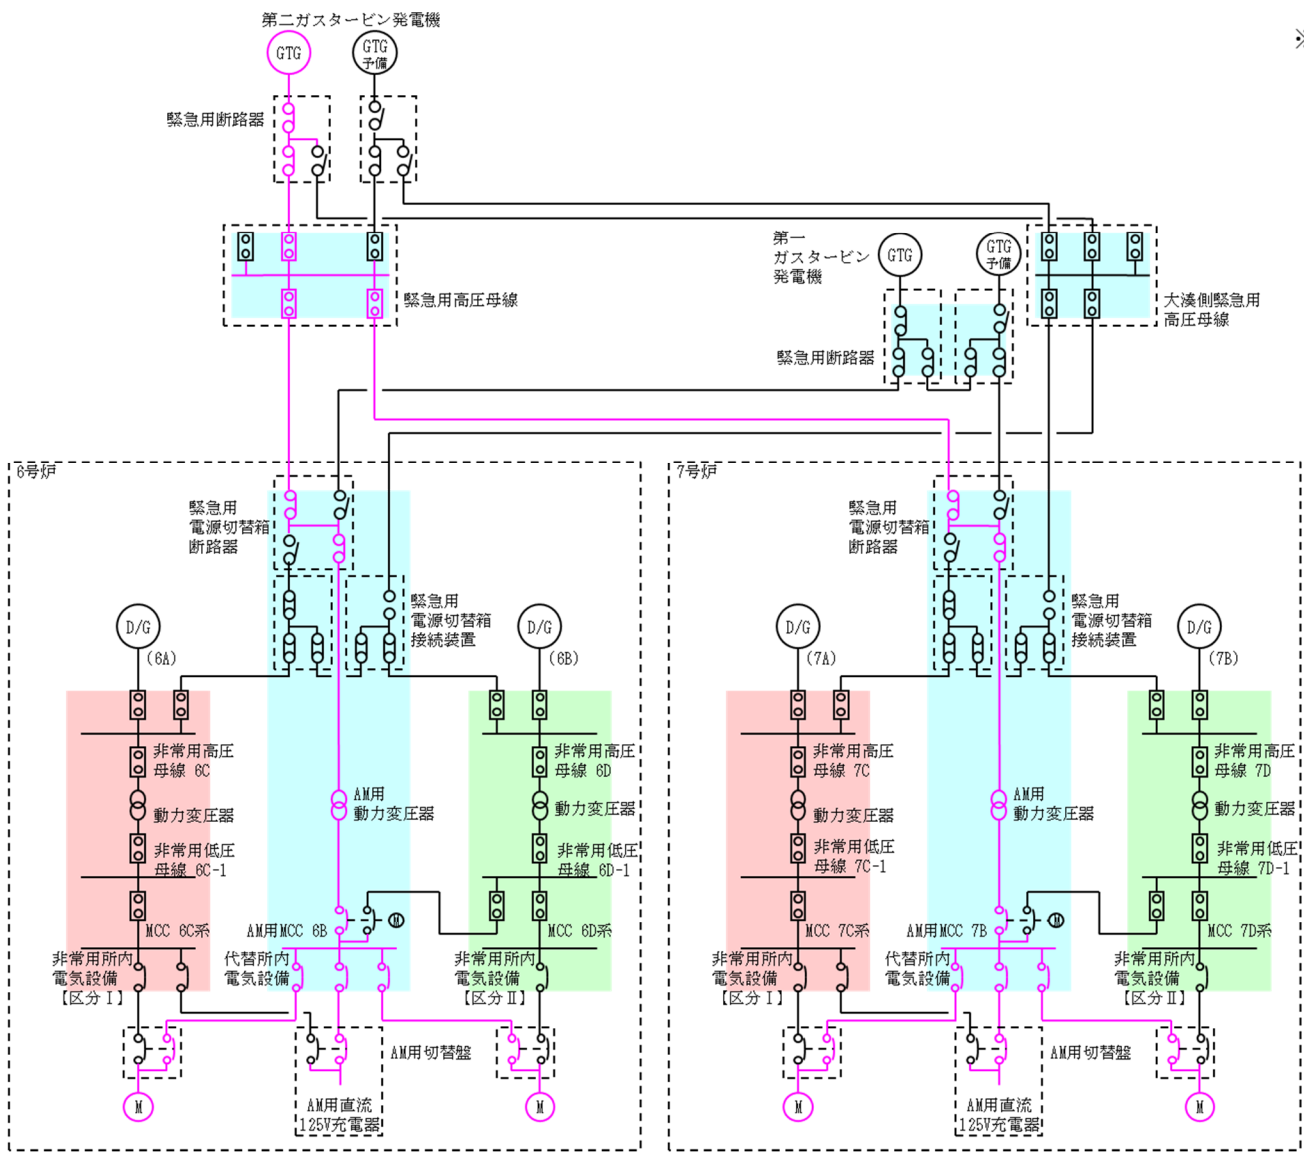 第二ガスタービン発電機
※
GTG
GTG
予備
緊急用断路器
第一
ガスタービン
発電機
GTG
GTG
予備
緊急用高圧母線
大湊側緊急用
高圧母線
緊急用断路器
6号炉
緊急用
電源切替箱
断路器
緊急用
電源切替箱
接続装置
D/G
(6A)
D/G
(6B)
非常用高圧
母線 6C
非常用高圧
母線 6D
動力変圧器
AM用
動力変圧器
動力変圧器
非常用低圧
母線 6C-1
非常用低圧
母線 6D-1
MCC 6C系
AM用MCC 6B
M
MCC 6D系
非常用所内
電気設備
【区分Ⅰ】
代替所内
電気設備
非常用所内
電気設備
【区分Ⅱ】
AM用切替盤
M
AM用直流
125V充電器
M
7号炉
緊急用
電源切替箱
断路器
緊急用
電源切替箱
接続装置
D/G
(7A)
D/G
(7B)
非常用高圧
母線 7C
非常用高圧
母線 7D
動力変圧器
AM用
動力変圧器
動力変圧器
非常用低圧
母線 7C-1
非常用低圧
母線 7D-1
MCC 7C系
AM用MCC 7B
M
MCC 7D系
非常用所内
電気設備
【区分Ⅰ】
代替所内
電気設備
非常用所内
電気設備
【区分Ⅱ】
AM用切替盤
M
AM用直流
125V充電器
M